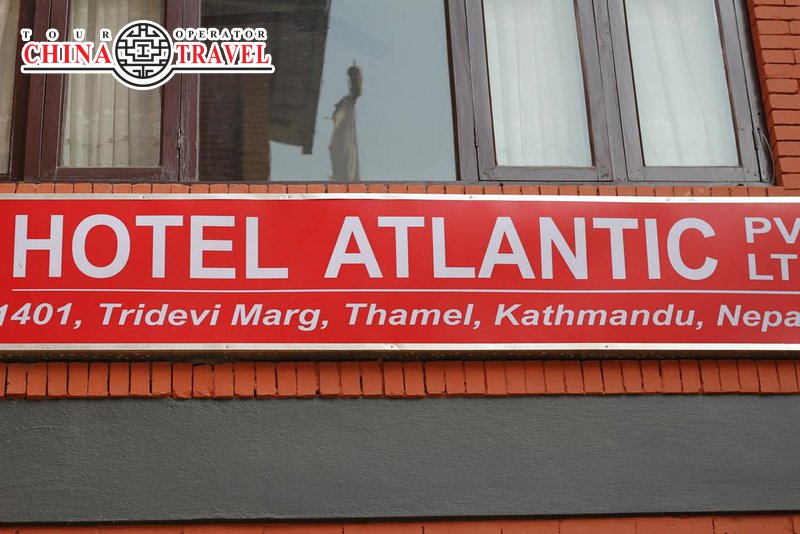 TOUR OPERATOR
CHINA TRAVEL
HOTEL ATLANTIC PV
LT
1401, Tridevi Marg, Thamel, Kathmandu, Nepa